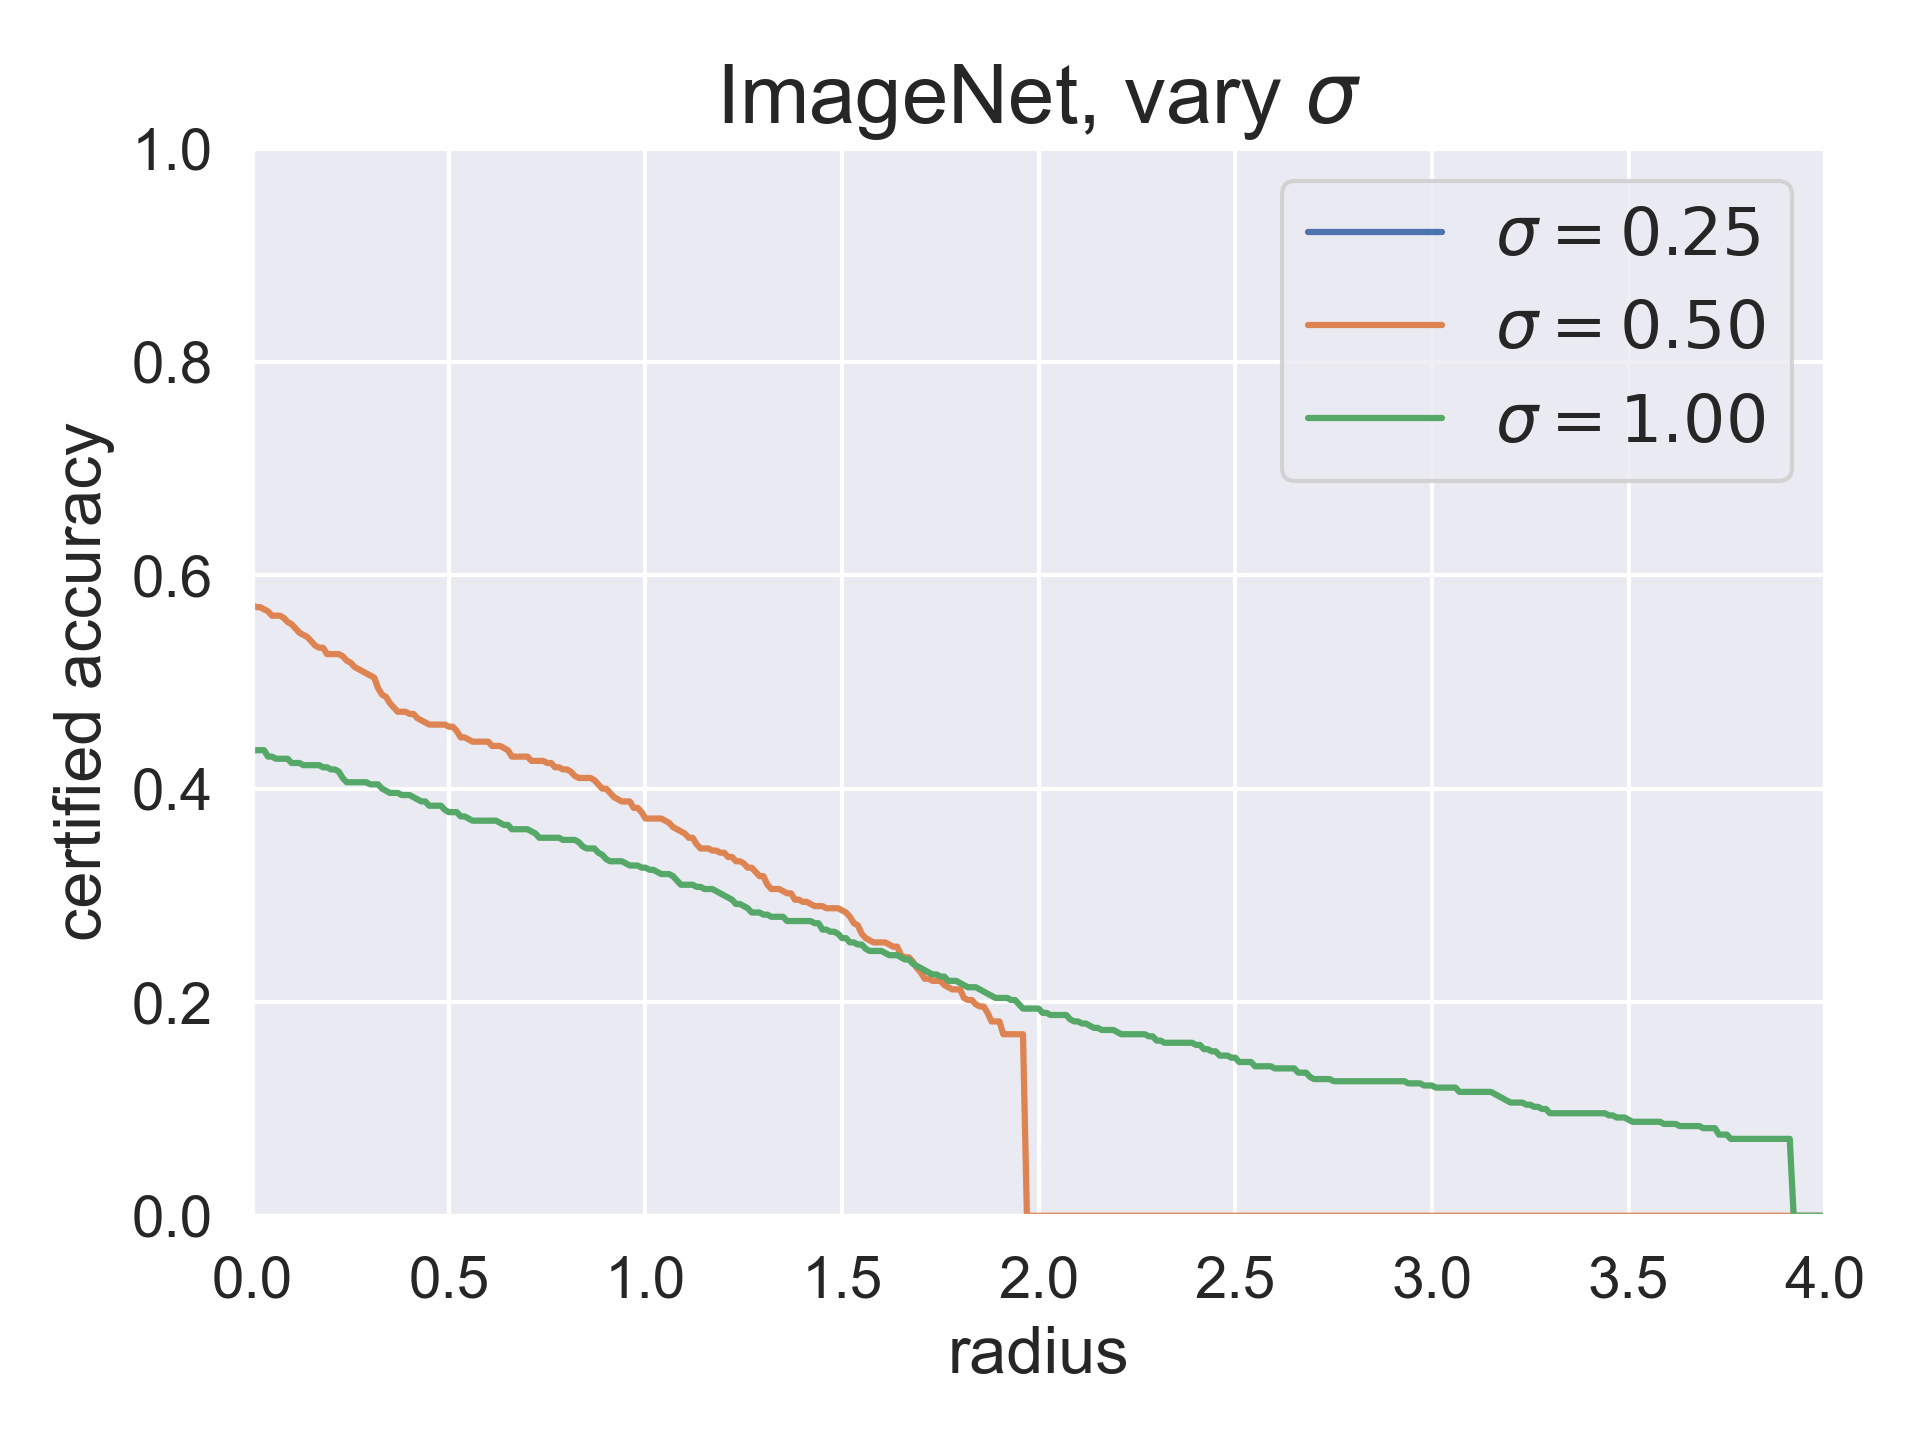 ImageNet, vary σ
1.0
0.8
0.6
0.4
0.2
0.0
certified accuracy
σ = 0.25
σ = 0.50
σ = 1.00
0.0 0.5 1.0 1.5 2.0 2.5 3.0 3.5 4.0
radius